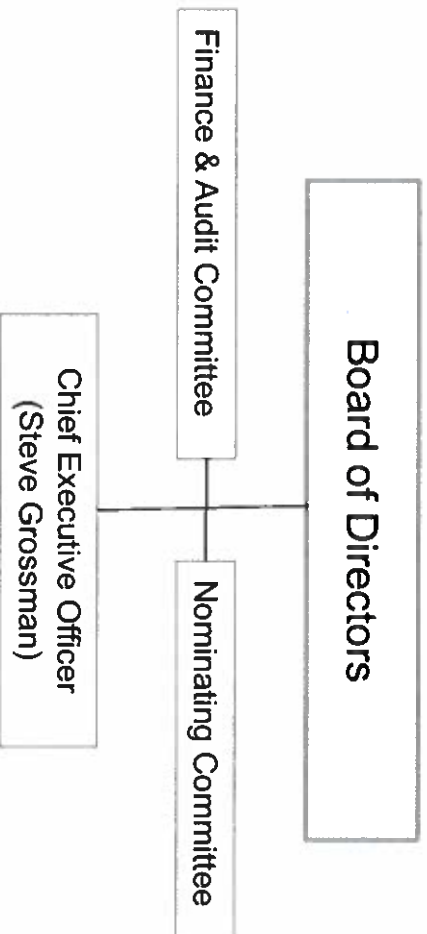 Board of Directors
Finance & Audit Committee
Nominating Committee
Chief Executive Officer
(Steve Grossman)